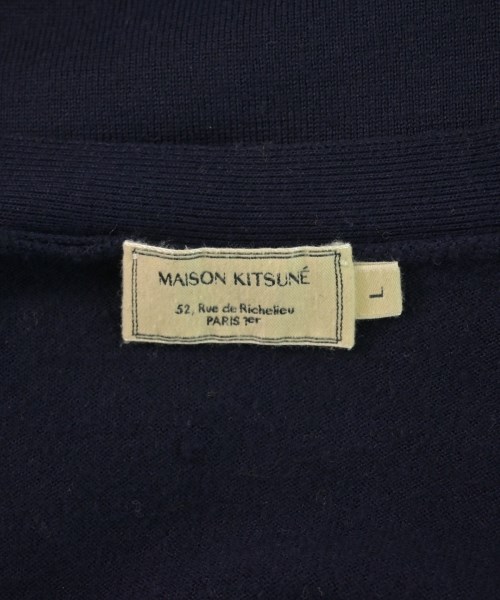 MAISON KITSUNÉ
52, Rue de Richelieu
PARIS 1er
L